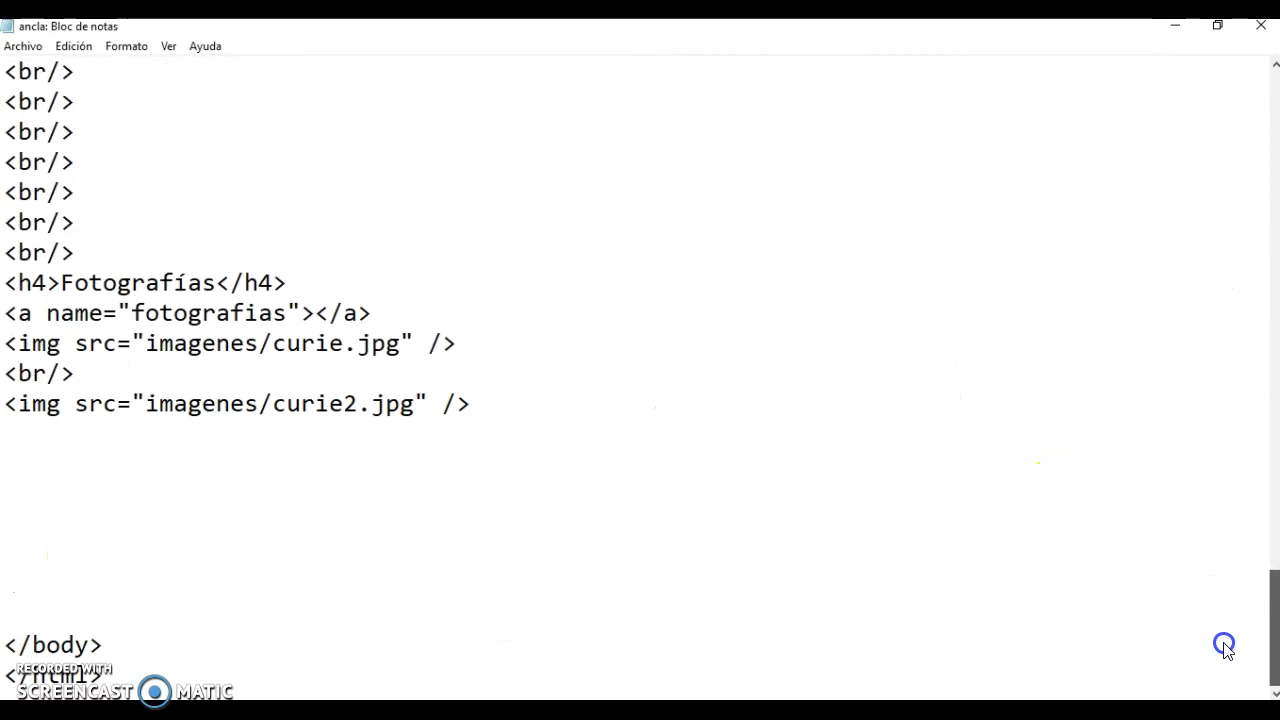 ancla: Bloc de notas
Archivo Edición Formato Ver Ayuda
<br/>
<br/>
<br/>
<br/>
<br/>
<br/>
<br/>
<h4>Fotografías</h4>
<a name="fotografias"></a>
<img src="imagenes/curie.jpg" />
<br/>
<img src="imagenes/curie2.jpg" />
</body>
</html>
RECORDED WITH
SCREENCAST MATIC